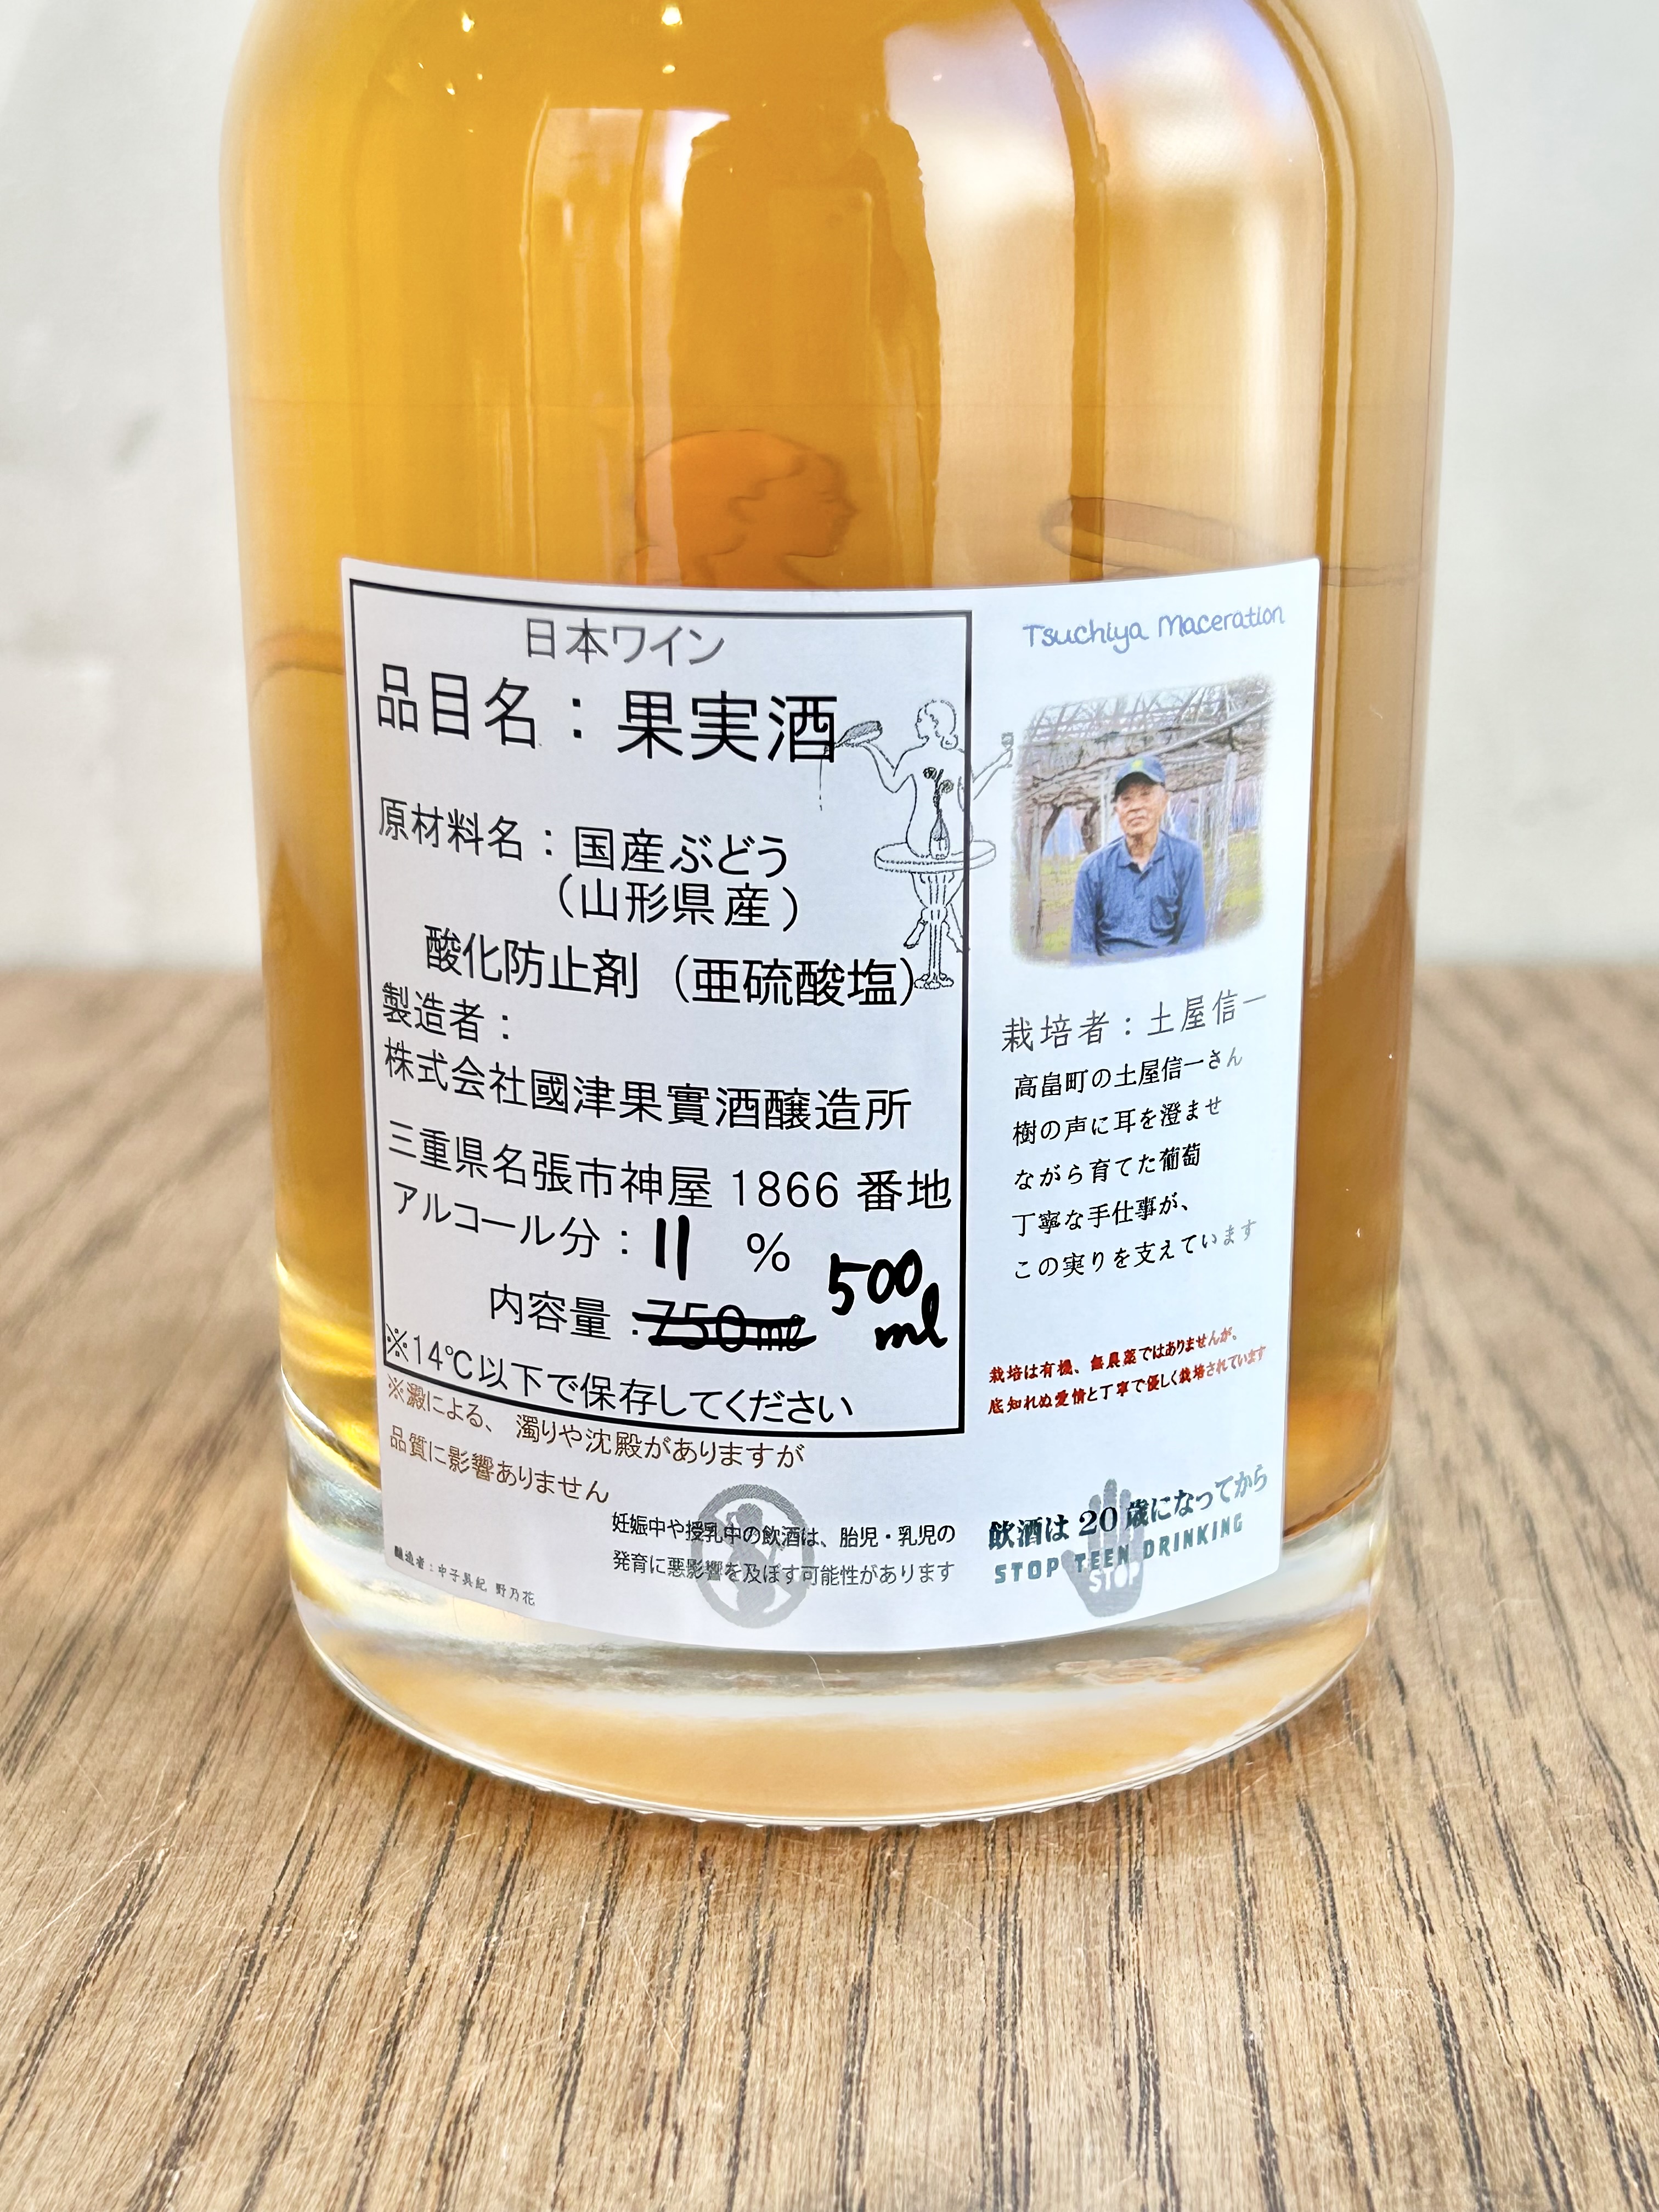 日本ワイン
品目名：果実酒
原材料名：国産ぶどう
（山形県産）
酸化防止剤（亜硫酸塩）
製造者：
株式会社國津果實酒醸造所
三重県名張市神屋 1866 番地
アルコール分：11 %
内容量：750mℓ 500ml
※14℃以下で保存してください
※澱による、濁りや沈殿がありますが
品質に影響ありません
妊娠中や授乳中の飲酒は、胎児・乳児の
発育に悪影響を及ぼす可能性があります
醸造者：中子具紀 野乃花
Tsuchiya Maceration
栽培者：土屋信一
高畠町の土屋信一さん
樹の声に耳を澄ませ
ながら育てた葡萄
丁寧な手仕事が、
この実りを支えています
栽培は有機、無農薬ではありませんが、
底知れぬ愛情と丁寧で優しく栽培されています
飲酒は20歳になってから
STOP TEEN DRINKING
STOP